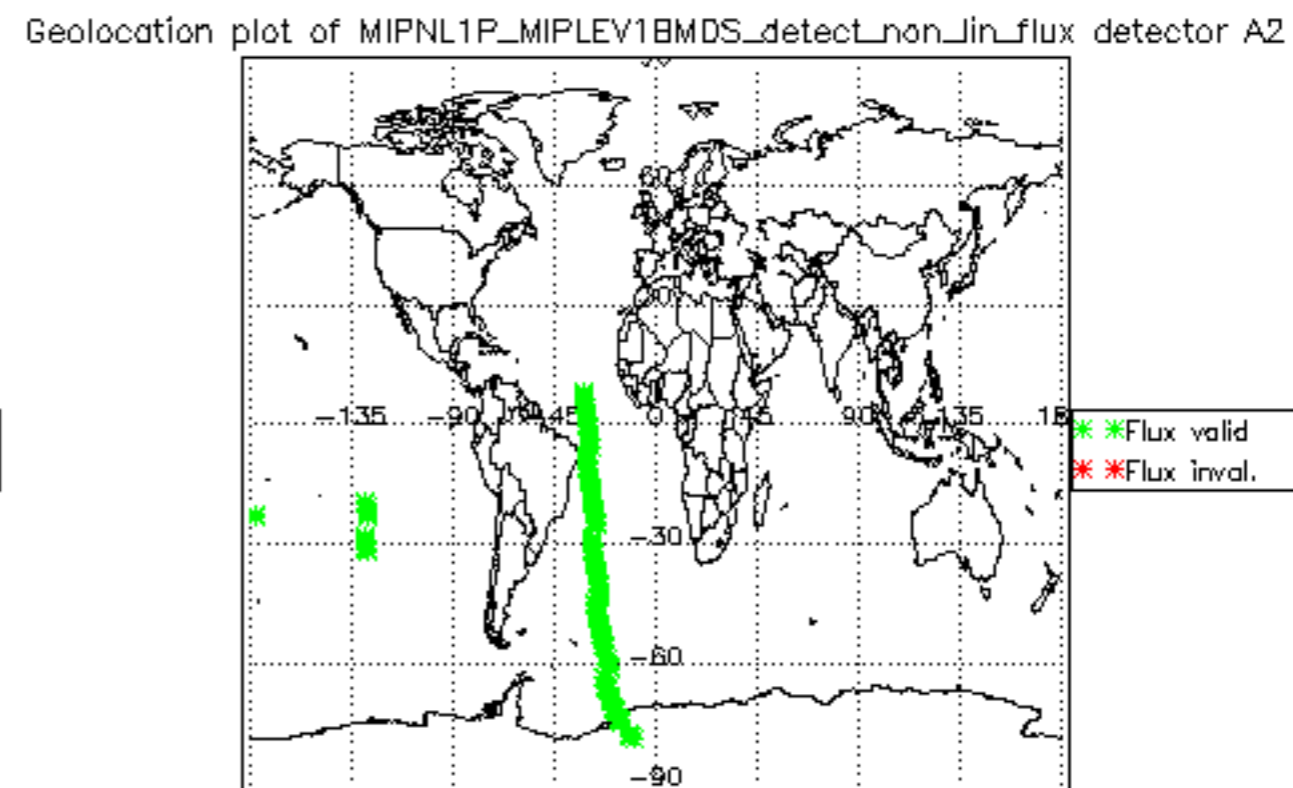 Geolocation plot of MIPNL1P_MIPLEV1BMDS_detect_non_lin_flux detector A2
60
-135 -90 45 0 45 90 135
Flux valid
Flux inval.
-30
-60
-90